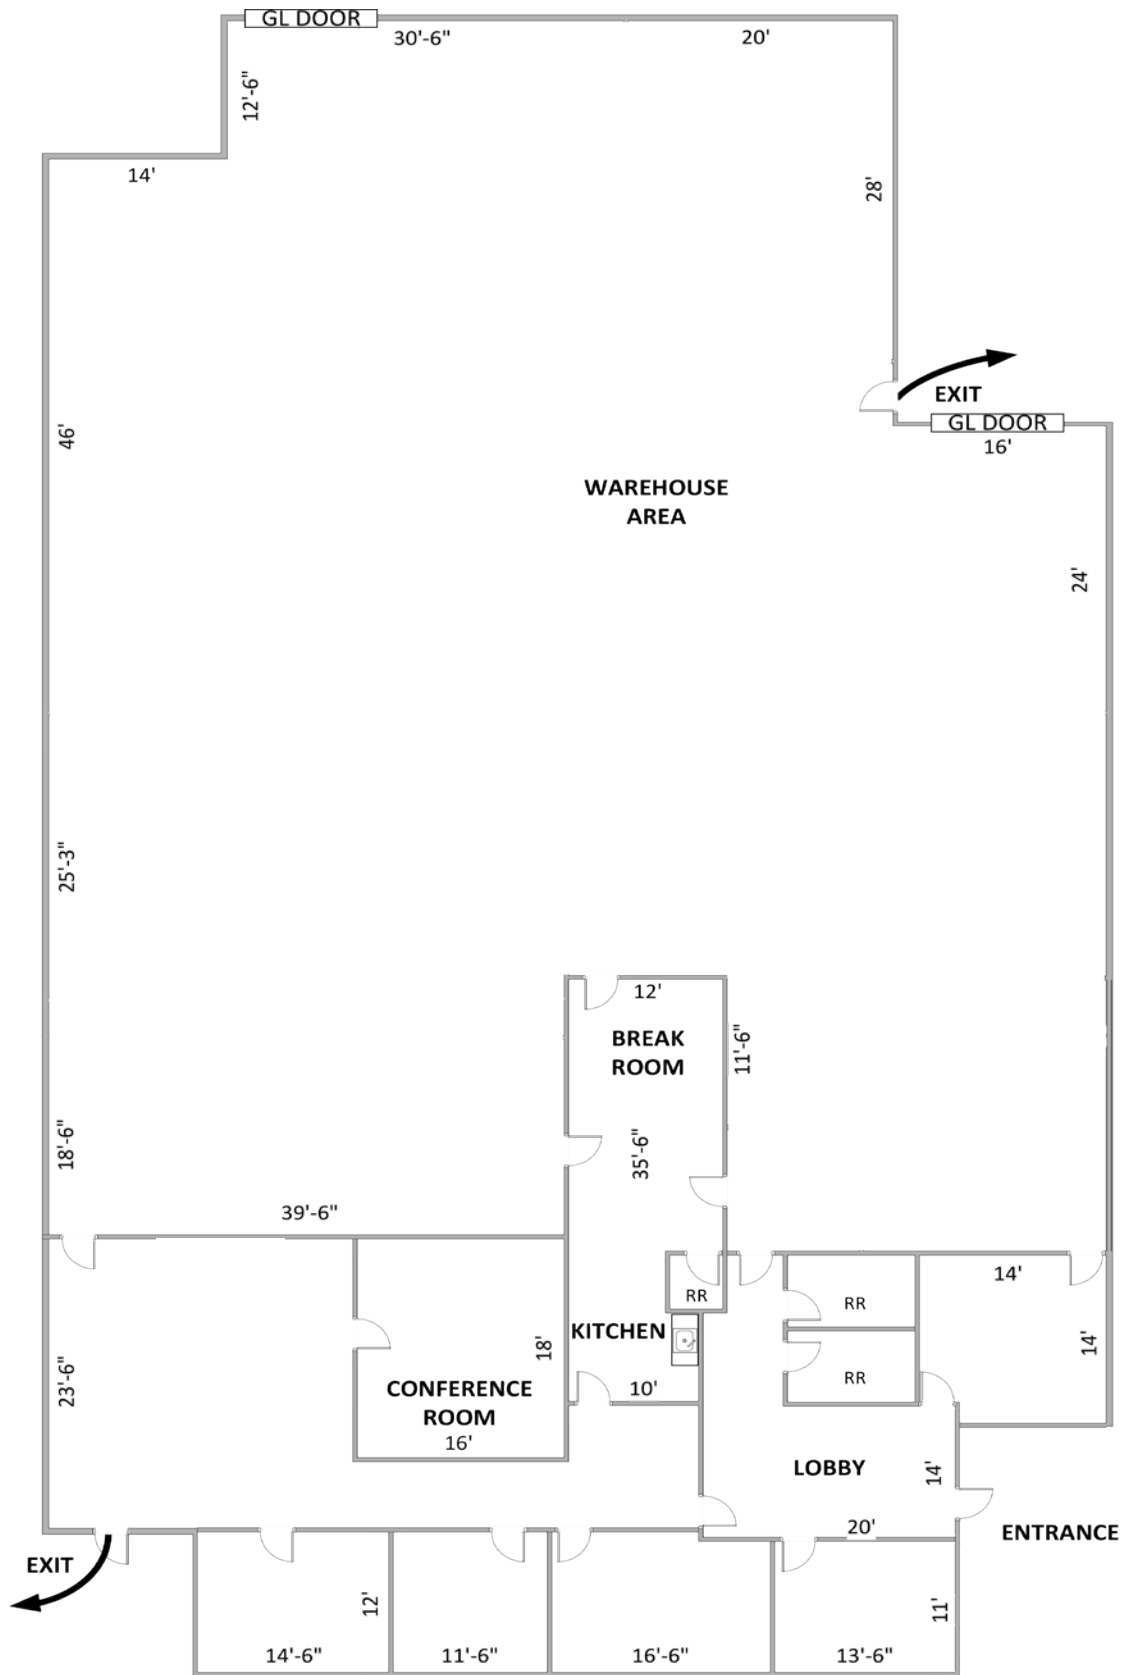 GL DOOR
30'-6"
20'
12'-6"
14'
28'
EXIT
GL DOOR
16'
46'
WAREHOUSE
AREA
24'
25'-3"
12'
BREAK
ROOM
11'-6"
18'-6"
35'-6"
39'-6"
14'
RR
RR
KITCHEN
18'
14'
23'-6"
RR
CONFERENCE
ROOM
10'
16'
LOBBY
14'
20'
ENTRANCE
EXIT
12'
11'
14'-6"
11'-6"
16'-6"
13'-6"